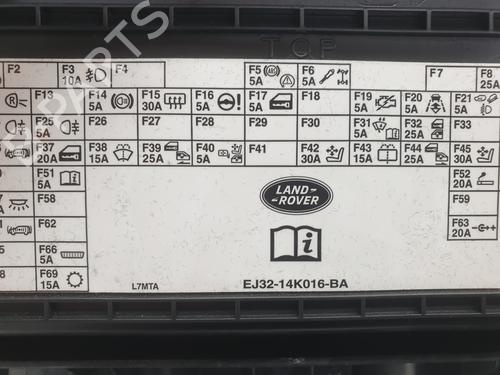 TOP
F2 F3 F4 F5 F6 F7 F8
10A 5A 5A 25A
F13 F14 F15 F16 F17 F18 F19 F20 F21
5A 30A 5A 5A 5A 5A 5A
F25 F26 F27 F28 F29 F30 F31 F32 F33
5A 5A 25A
F37 F38 F39 F40 F41 F42 F43 F44 F45
20A 15A 25A 5A 30A 15A 25A 30A
F51 F52
5A 20A
F58 F59
F62 F63
20A
F66
5A
F69
15A
LAND-
-ROVER
i
L7MTA EJ32-14K016-BA